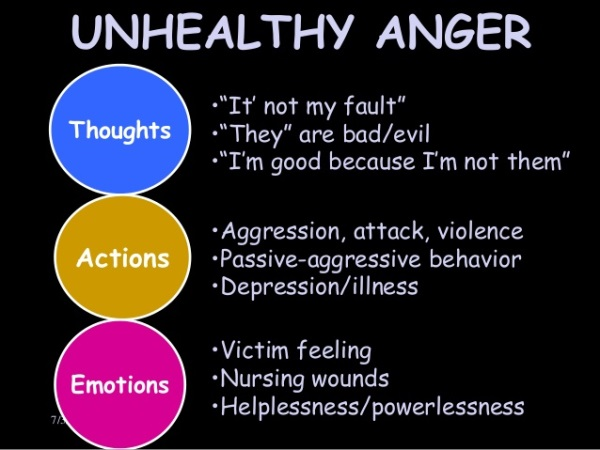 UNHEALTHY ANGER
Thoughts
•“It’ not my fault”
•“They” are bad/evil
•“I’m good because I’m not them”
Actions
•Aggression, attack, violence
•Passive-aggressive behavior
•Depression/illness
Emotions
•Victim feeling
•Nursing wounds
•Helplessness/powerlessness